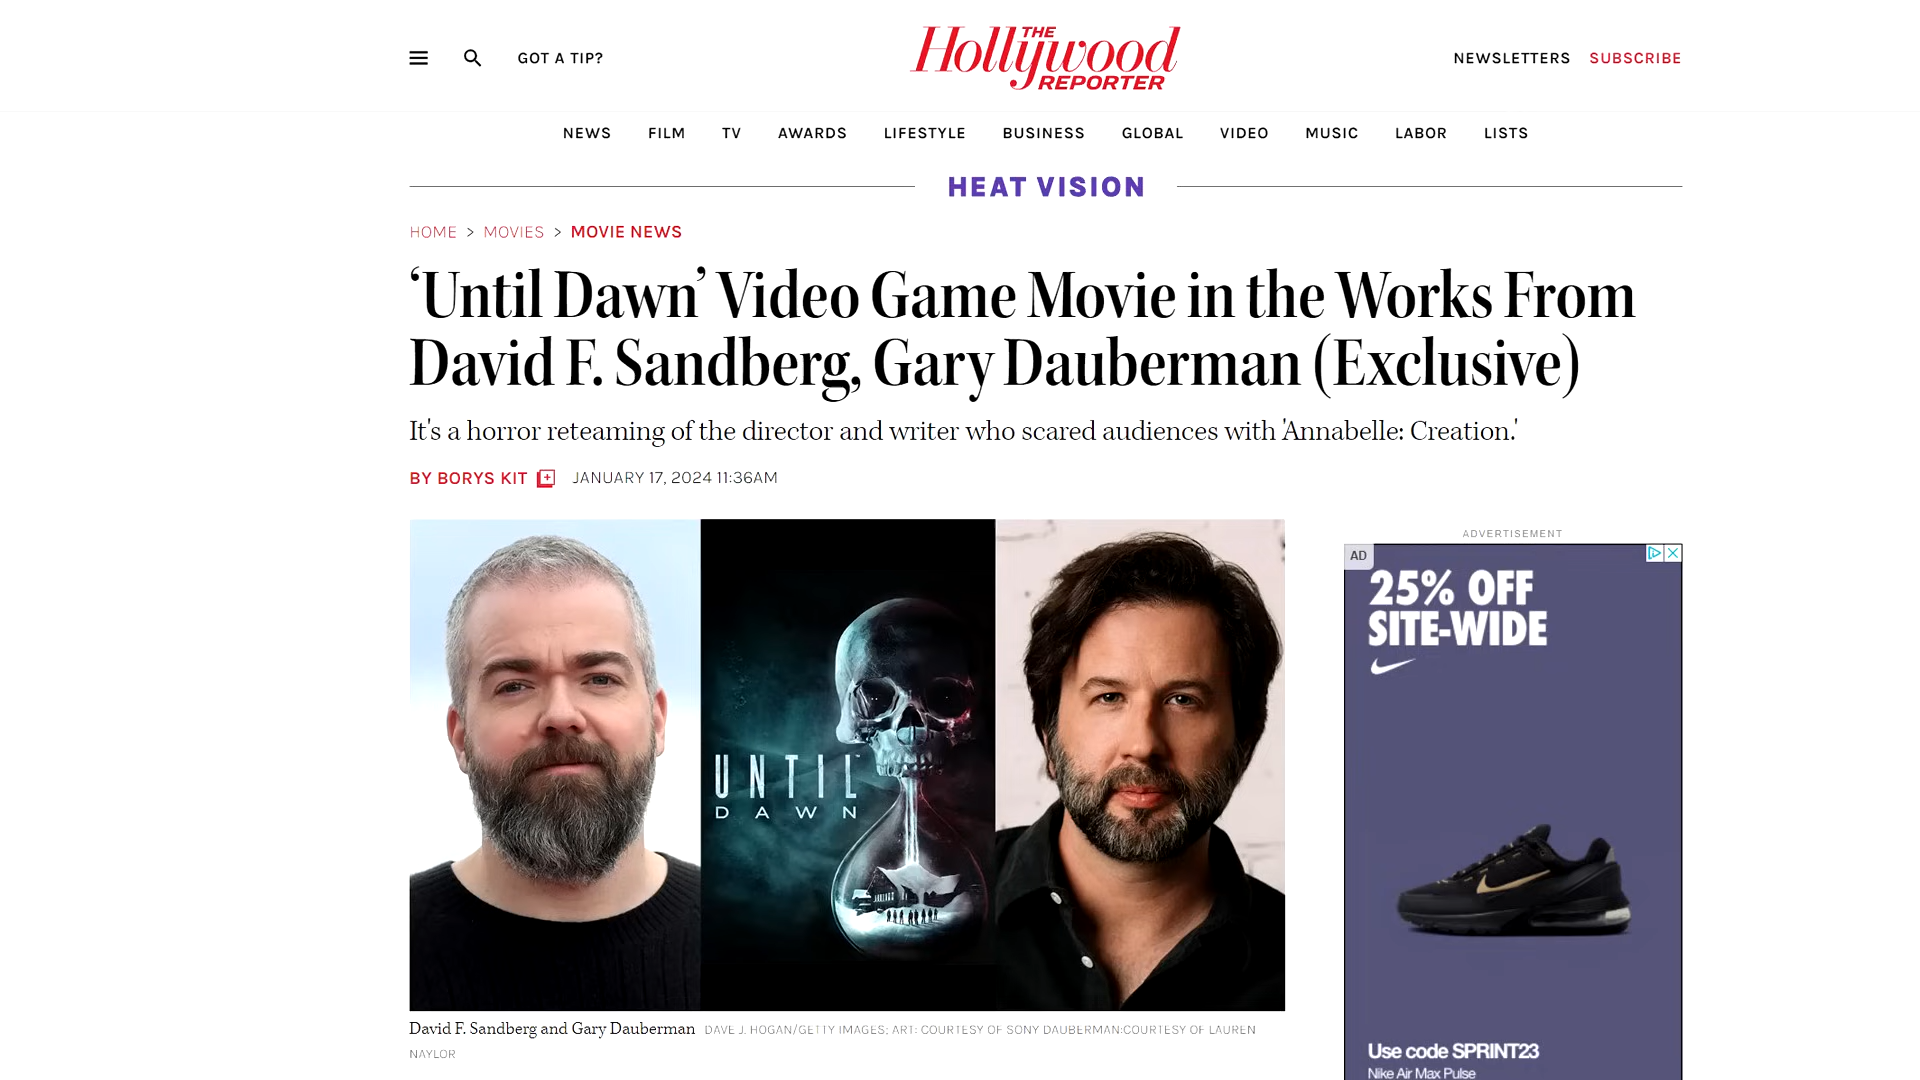 GOT A TIP?
THE
Hollywood
REPORTER
NEWSLETTERS SUBSCRIBE
NEWS FILM TV AWARDS LIFESTYLE BUSINESS GLOBAL VIDEO MUSIC LABOR LISTS
HEAT VISION
HOME > MOVIES > MOVIE NEWS
‘Until Dawn’ Video Game Movie in the Works From
David F. Sandberg, Gary Dauberman (Exclusive)
It's a horror reteaming of the director and writer who scared audiences with 'Annabelle: Creation.'
BY BORYS KIT JANUARY 17, 2024 11:36AM
UNTIL
DAWN
David F. Sandberg and Gary Dauberman DAVE J. HOGAN/GETTY IMAGES; ART: COURTESY OF SONY DAUBERMAN:COURTESY OF LAUREN
NAYLOR
ADVERTISEMENT
AD
25% OFF
SITE-WIDE
Use code SPRINT23
Nike Air Max Pulse